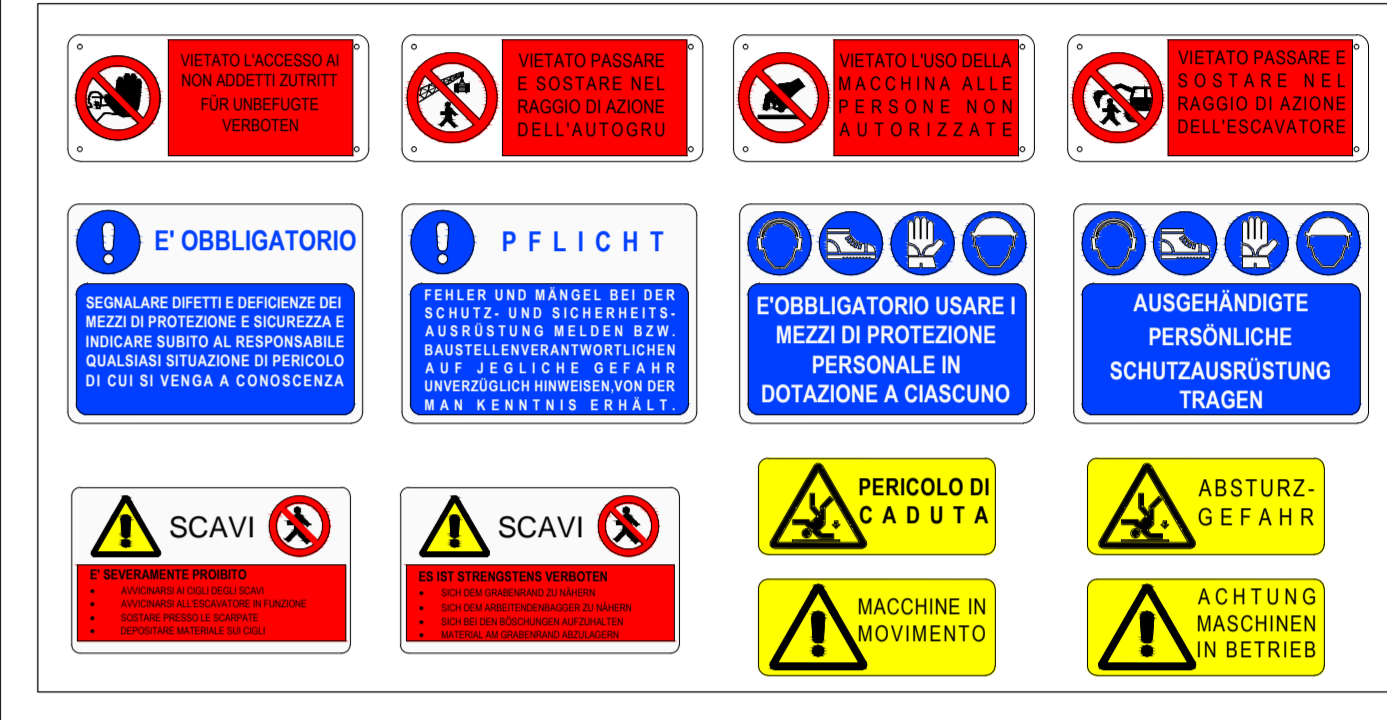 VIETATO L'ACCESSO AI
NON ADDETTI ZUTRITT
FÜR UNBEFUGTE
VERBOTEN
VIETATO PASSARE
E SOSTARE NEL
RAGGIO DI AZIONE
DELL'AUTOGRU
VIETATO L'USO DELLA
MACCHINA ALLE
PERSONE NON
AUTORIZZATE
VIETATO PASSARE E
SOSTARE NEL
RAGGIO DI AZIONE
DELL'ESCAVATORE
E' OBBLIGATORIO
SEGNALARE DIFETTI E DEFICIENZE DEI
MEZZI DI PROTEZIONE E SICUREZZA E
INDICARE SUBITO AL RESPONSABILE
QUALSIASI SITUAZIONE DI PERICOLO
DI CUI SI VENGA A CONOSCENZA
PFLICHT
FEHLER UND MÄNGEL BEI DER
SCHUTZ- UND SICHERHEITS-
AUSRÜSTUNG MELDEN BZW.
BAUSTELLENVERANTWORTLICHEN
AUF JEGLICHE GEFAHR
UNVERZÜGLICH HINWEISEN,VON DER
MAN KENNTNIS ERHÄLT.
E'OBBLIGATORIO USARE I
MEZZI DI PROTEZIONE
PERSONALE IN
DOTAZIONE A CIASCUNO
AUSGEHÄNDIGTE
PERSÖNLICHE
SCHUTZAUSRÜSTUNG
TRAGEN
SCAVI
E' SEVERAMENTE PROIBITO
• AVVICINARSI AI CIGLI DEGLI SCAVI
• AVVICINARSI ALL'ESCAVATORE IN FUNZIONE
• SOSTARE PRESSO LE SCARPATE
• DEPOSITARE MATERIALE SUI CIGLI
SCAVI
ES IST STRENGSTENS VERBOTEN
• SICH DEM GRABENRAND ZU NÄHERN
• SICH DEM ARBEITENDENBAGGER ZU NÄHERN
• SICH BEI DEN BÖSCHUNGEN AUFZUHALTEN
• MATERIAL AM GRABENRAND ABZULAGERN
PERICOLO DI
CADUTA
ABSTURZ-
GEFAHR
MACCHINE IN
MOVIMENTO
ACHTUNG
MASCHINEN
IN BETRIEB